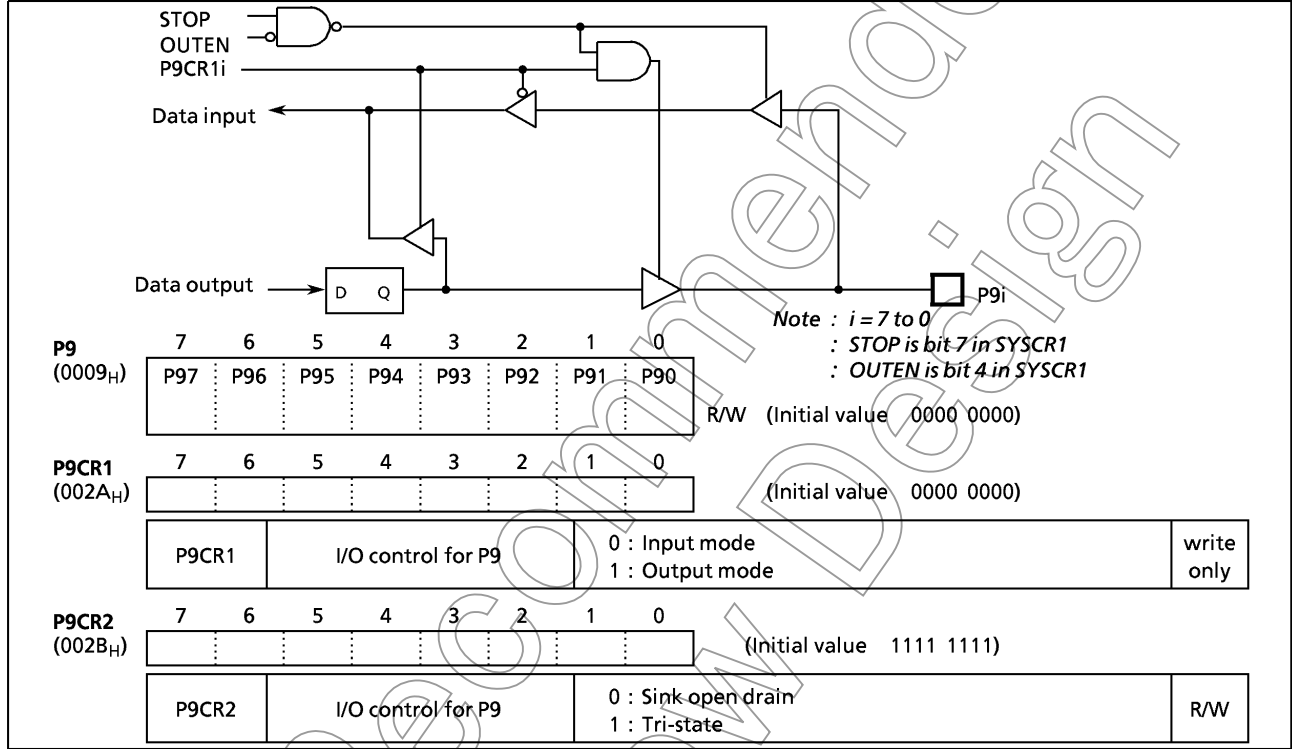 STOP
OUTEN
P9CR1i
Data input
Data output
D Q
P9i
Note : i = 7 to 0
: STOP is bit 7 in SYSCR1
: OUTEN is bit 4 in SYSCR1
P9
(0009H)
7 6 5 4 3 2 1 0
P97 P96 P95 P94 P93 P92 P91 P90
R/W (Initial value 0000 0000)
P9CR1
(002AH)
7 6 5 4 3 2 1 0
(Initial value 0000 0000)
P9CR1 I/O control for P9
0 : Input mode
1 : Output mode
write
only
P9CR2
(002BH)
7 6 5 4 3 2 1 0
(Initial value 1111 1111)
P9CR2 I/O control for P9
0 : Sink open drain
1 : Tri-state
R/W
Design